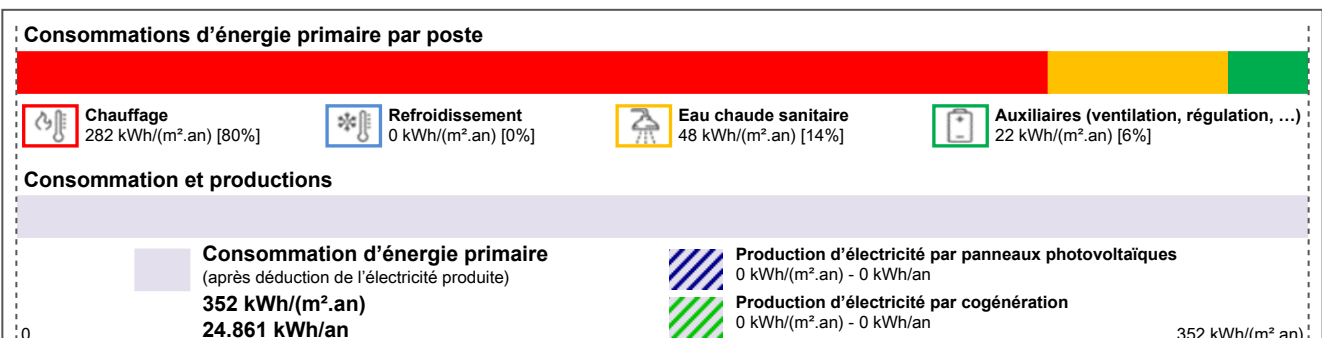 Consommations d'énergie primaire par poste
Chauffage
282 kWh/(m².an) [80%]
Refroidissement
0 kWh/(m².an) [0%]
Eau chaude sanitaire
48 kWh/(m².an) [14%]
Auxiliaires (ventilation, régulation, …)
22 kWh/(m².an) [6%]
Consommation et productions
Consommation d'énergie primaire
(après déduction de l'électricité produite)
352 kWh/(m².an)
24.861 kWh/an
Production d'électricité par panneaux photovoltaïques
0 kWh/(m².an) - 0 kWh/an
Production d'électricité par cogénération
0 kWh/(m².an) - 0 kWh/an
0
352 kWh/(m².an)